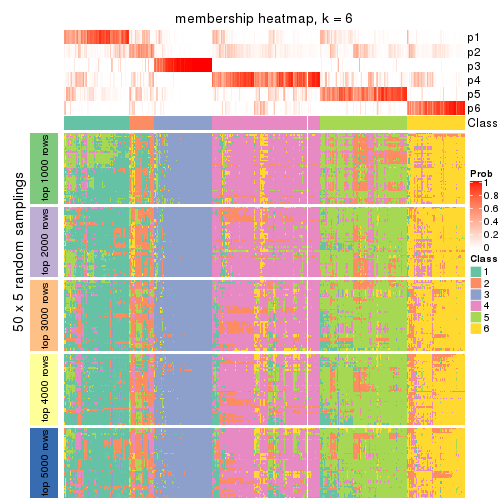 membership heatmap, k = 6
p1
p2
p3
p4
p5
p6
Class
50 x 5 random samplings
top 1000 rows
top 2000 rows
top 3000 rows
top 4000 rows
top 5000 rows
Prob
1
0.8
0.6
0.4
0.2
0
Class
1
2
3
4
5
6